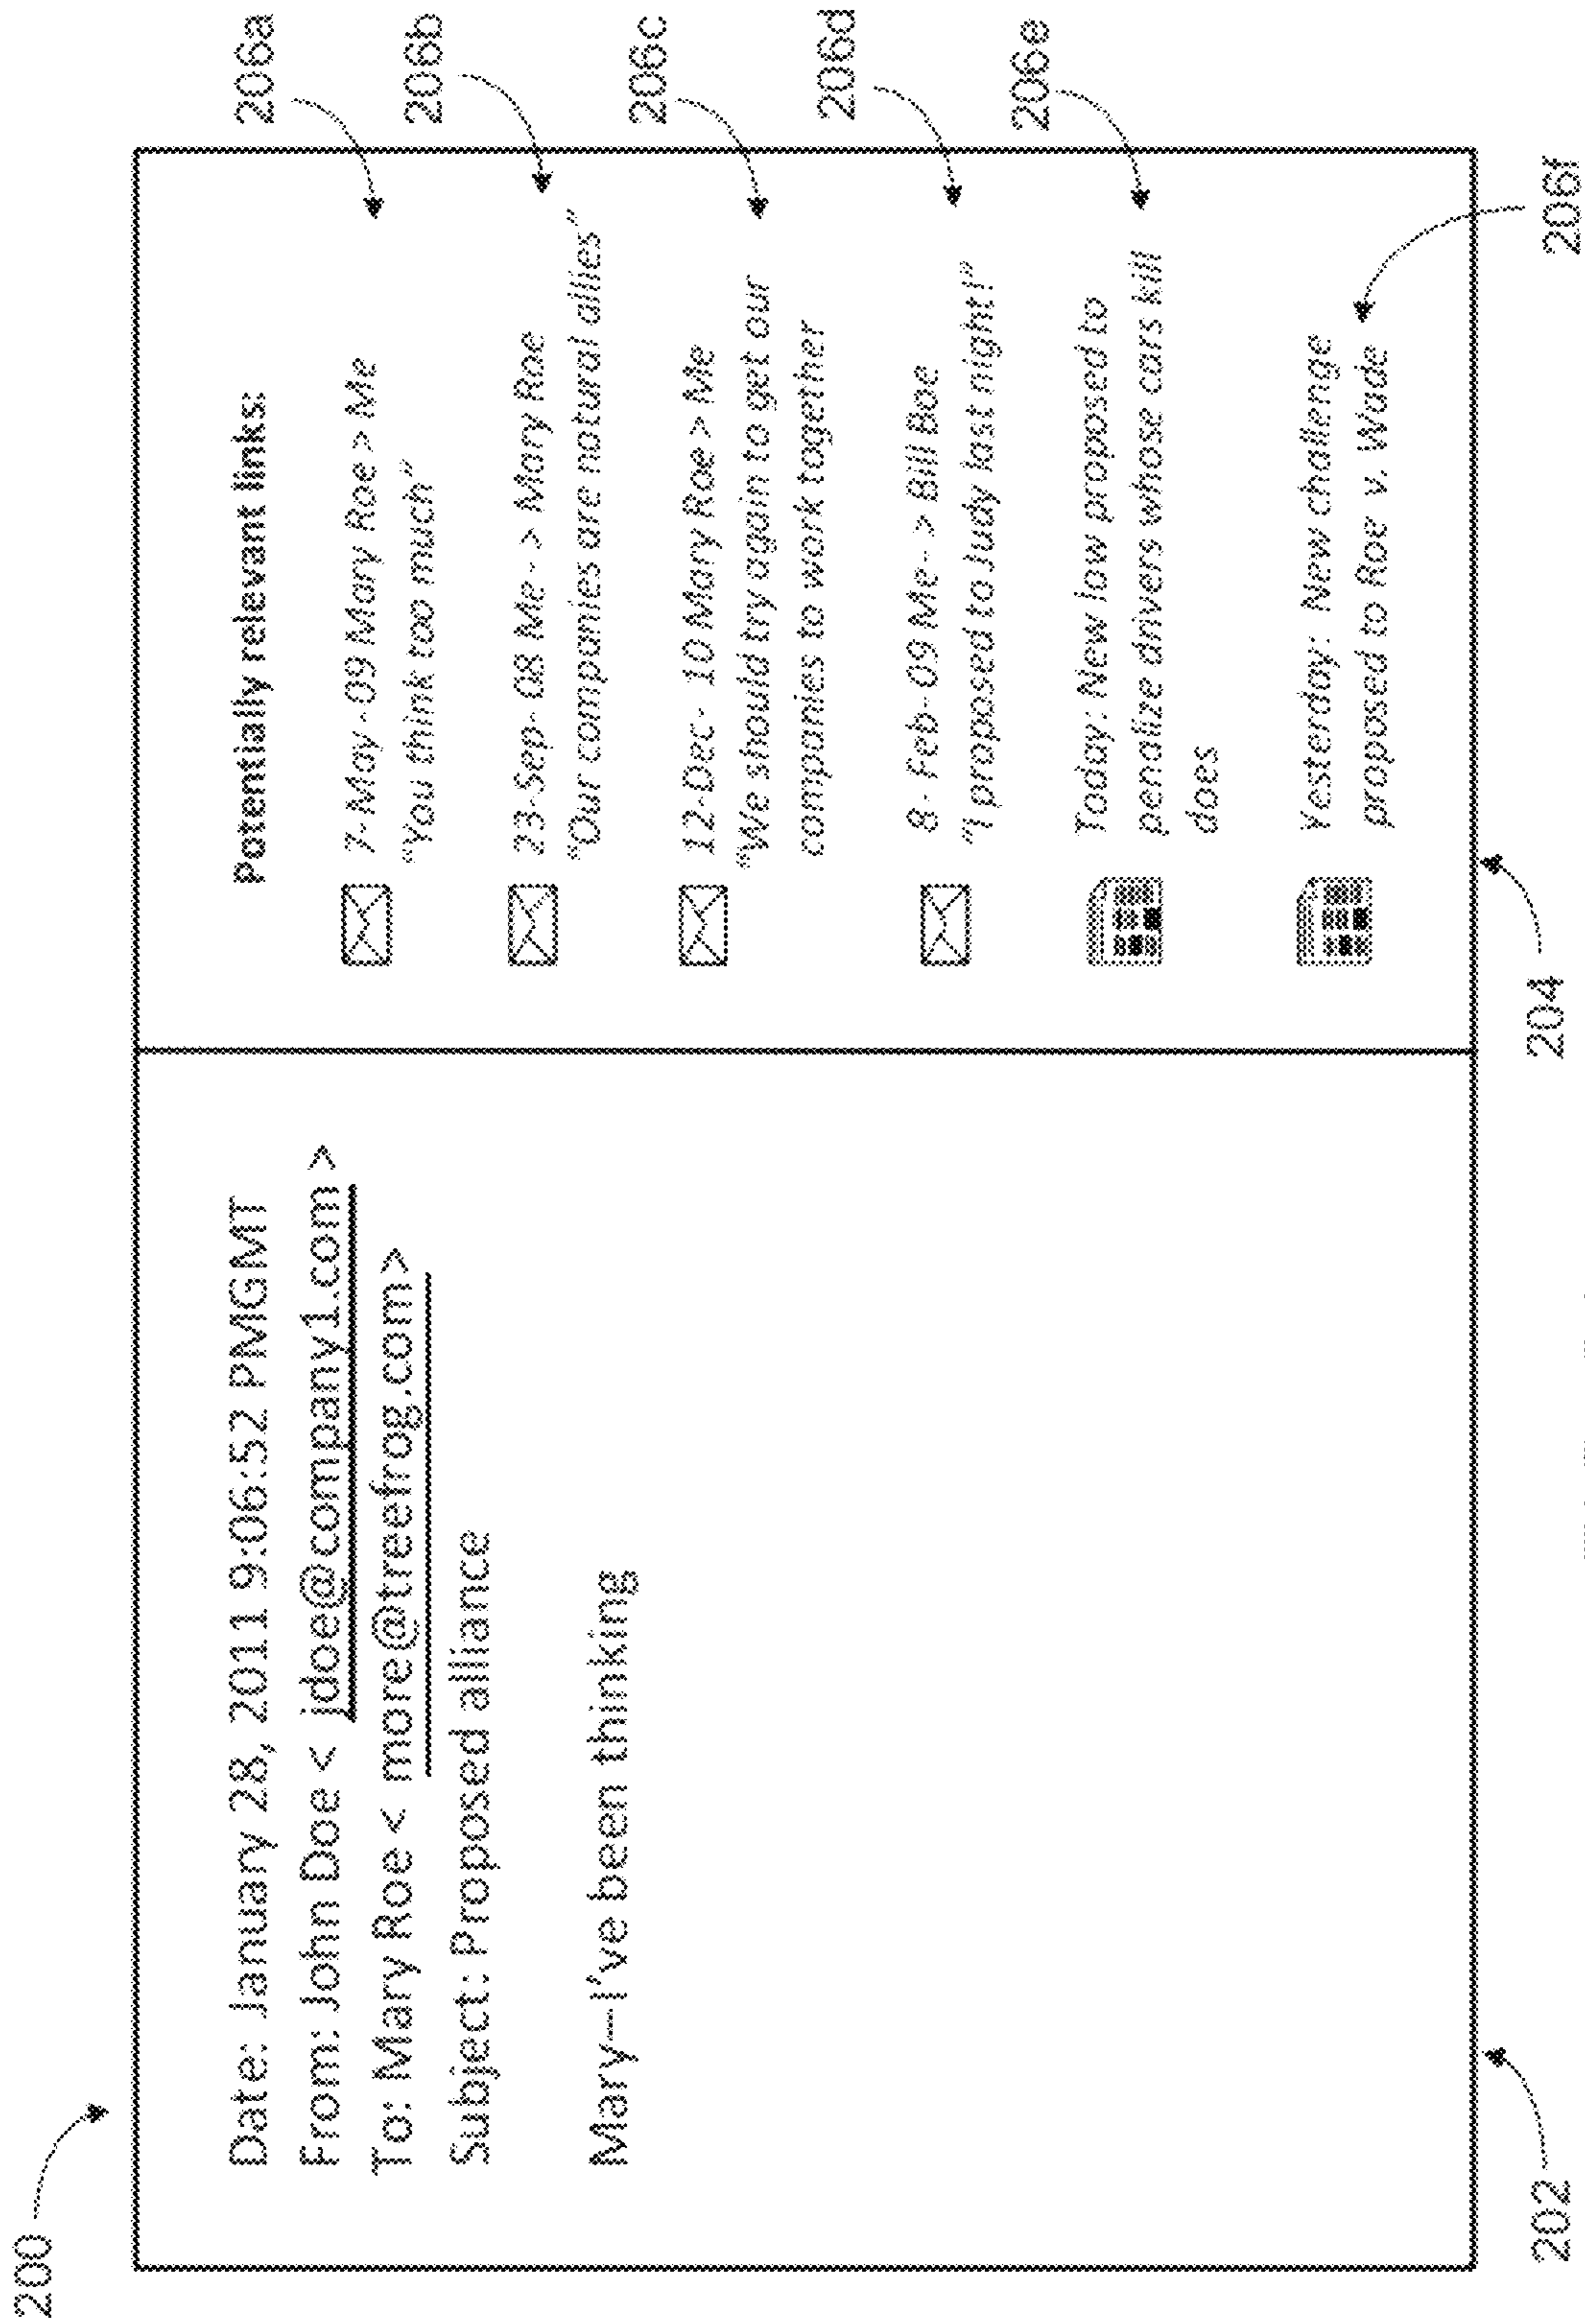 200
Date: January 28, 2011 9:06:52 PMGMT
From: John Doe < jdoe@company1.com >
To: Mary Roe < more@treefrog.com>
Subject: Proposed alliance
Mary--I've been thinking
202
Potentially relevant links:
7-May-09 Mary Roe > Me
"You think too much"
206a
23-Sep-08 Me- > Mary Roe
"Our companies are natural allies"
206b
12-Dec-10 Mary Roe > Me
"We should try again to get our
companies to work together
206c
8-Feb-09 Me- > Bill Boe
"I proposed to Judy last night!"
206d
Today: New low proposed to
penalize drivers whose cars kill
does
206e
Yesterday: New challenge
proposed to Roe v. Wade
206f
204